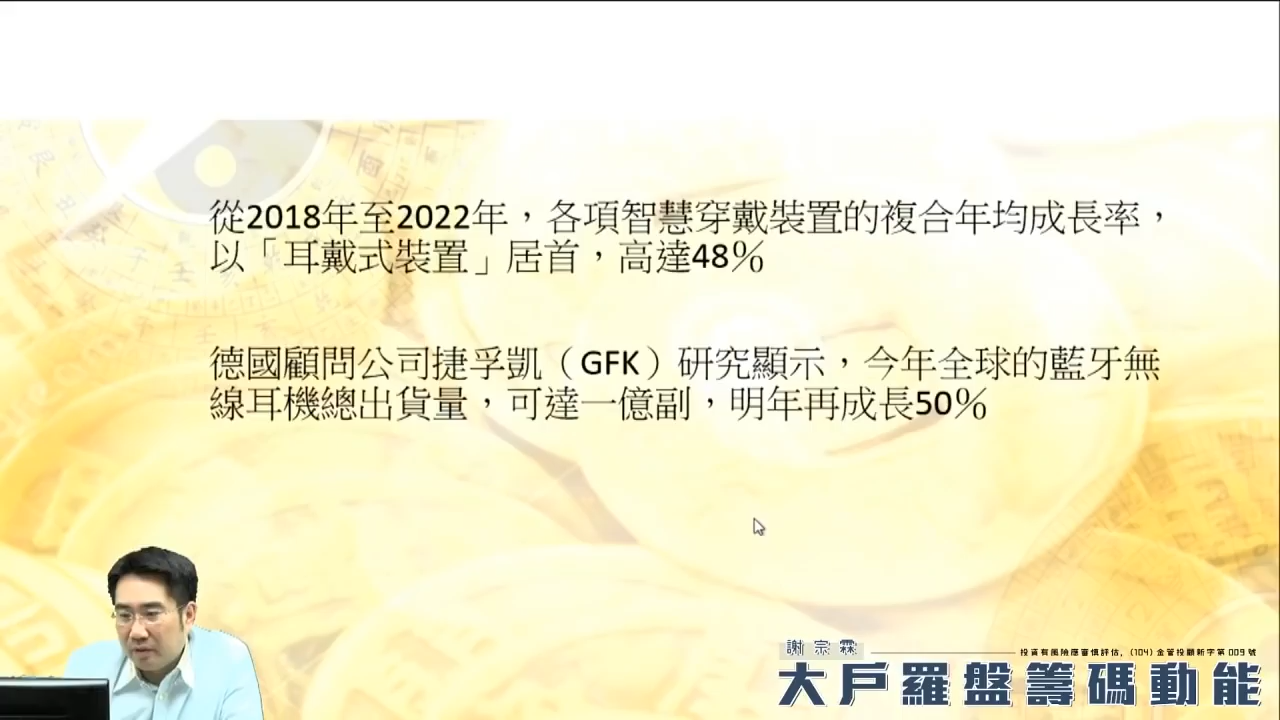 從2018年至2022年，各項智慧穿戴裝置的複合年均成長率，
以「耳戴式裝置」居首，高達48％
德國顧問公司捷孚凱（GFK）研究顯示，今年全球的藍牙無
線耳機總出貨量，可達一億副，明年再成長50％
謝宗霖
投資有風險應審慎評估, (104) 金管投顧新字第 009 號
大戶羅盤籌碼動能